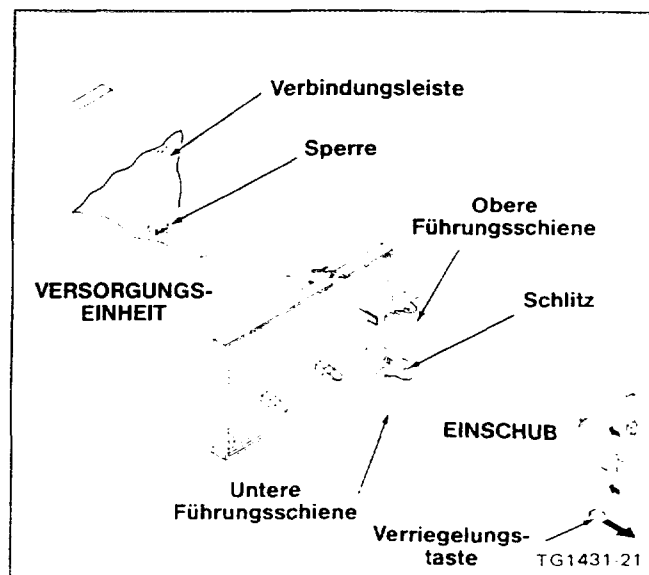 Verbindungsleiste
Sperre
Obere
Führungsschiene
VERSORGUNGS-
EINHEIT
Schlitz
EINSCHUB
Untere
Führungsschiene
Verriegelungs-
taste
TG1431-21